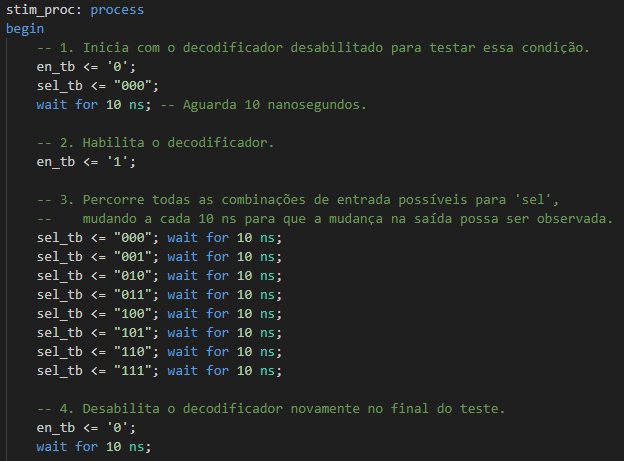 stim_proc: process
begin
-- 1. Inicia com o decodificador desabilitado para testar essa condição.
en_tb <= '0';
sel_tb <= "000";
wait for 10 ns; -- Aguarda 10 nanosegundos.
-- 2. Habilita o decodificador.
en_tb <= '1';
-- 3. Percorre todas as combinações de entrada possíveis para 'sel',
--    mudando a cada 10 ns para que a mudança na saída possa ser observada.
sel_tb <= "000"; wait for 10 ns;
sel_tb <= "001"; wait for 10 ns;
sel_tb <= "010"; wait for 10 ns;
sel_tb <= "011"; wait for 10 ns;
sel_tb <= "100"; wait for 10 ns;
sel_tb <= "101"; wait for 10 ns;
sel_tb <= "110"; wait for 10 ns;
sel_tb <= "111"; wait for 10 ns;
-- 4. Desabilita o decodificador novamente no final do teste.
en_tb <= '0';
wait for 10 ns;